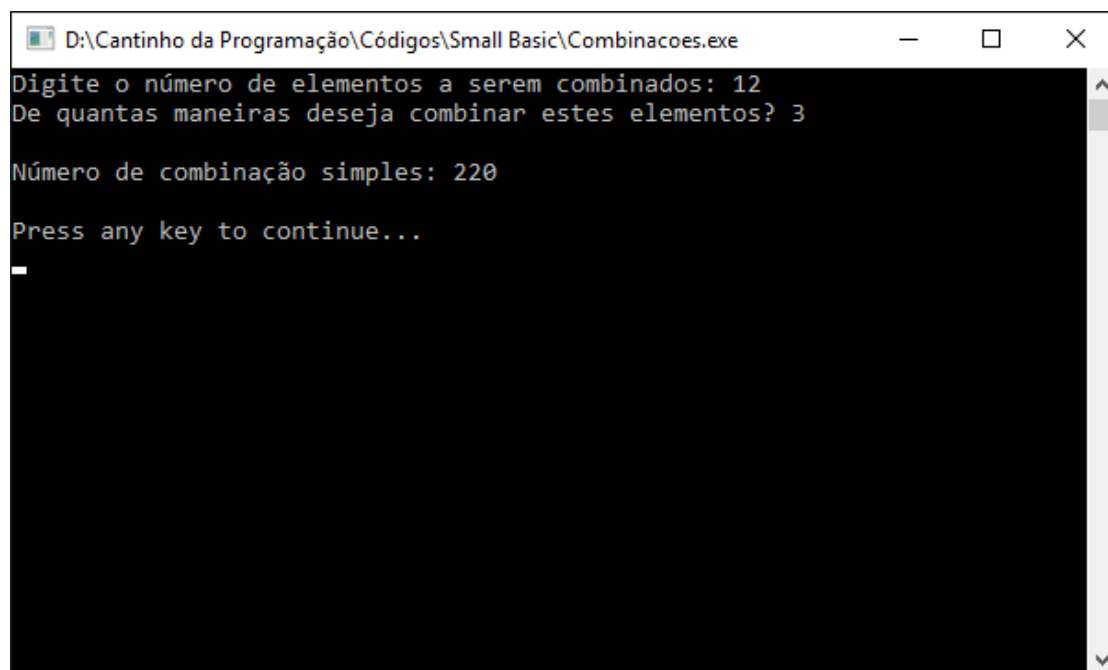 D:\Cantinho da Programação\Códigos\Small Basic\Combinacoes.exe
Digite o número de elementos a serem combinados: 12
De quantas maneiras deseja combinar estes elementos? 3
Número de combinação simples: 220
Press any key to continue...